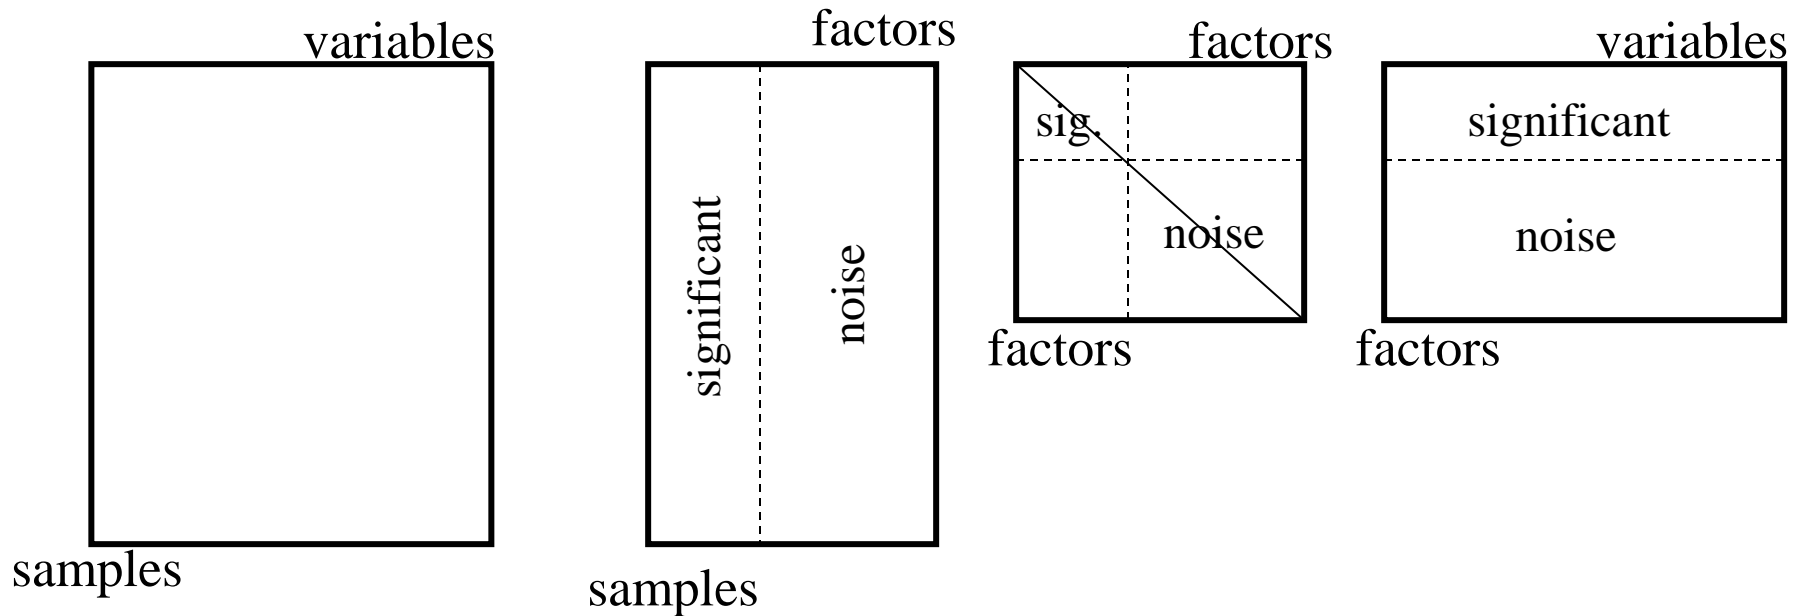 variables
samples
factors
significant
noise
samples
factors
sig.
noise
factors
variables
significant
noise
factors